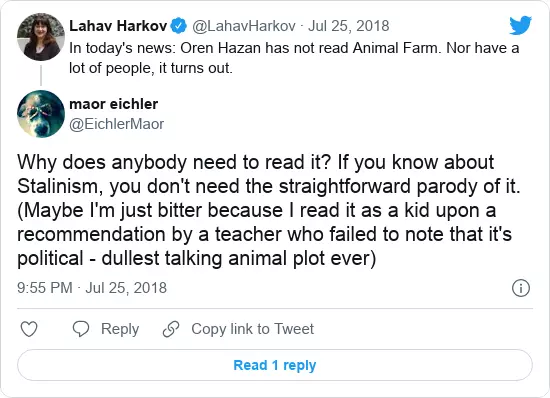 Lahav Harkov @LahavHarkov · Jul 25, 2018
In today's news: Oren Hazan has not read Animal Farm. Nor have a
lot of people, it turns out.
maor eichler
@EichlerMaor
Why does anybody need to read it? If you know about
Stalinism, you don't need the straightforward parody of it.
(Maybe I'm just bitter because I read it as a kid upon a
recommendation by a teacher who failed to note that it's
political - dullest talking animal plot ever)
9:55 PM · Jul 25, 2018
Reply Copy link to Tweet
Read 1 reply